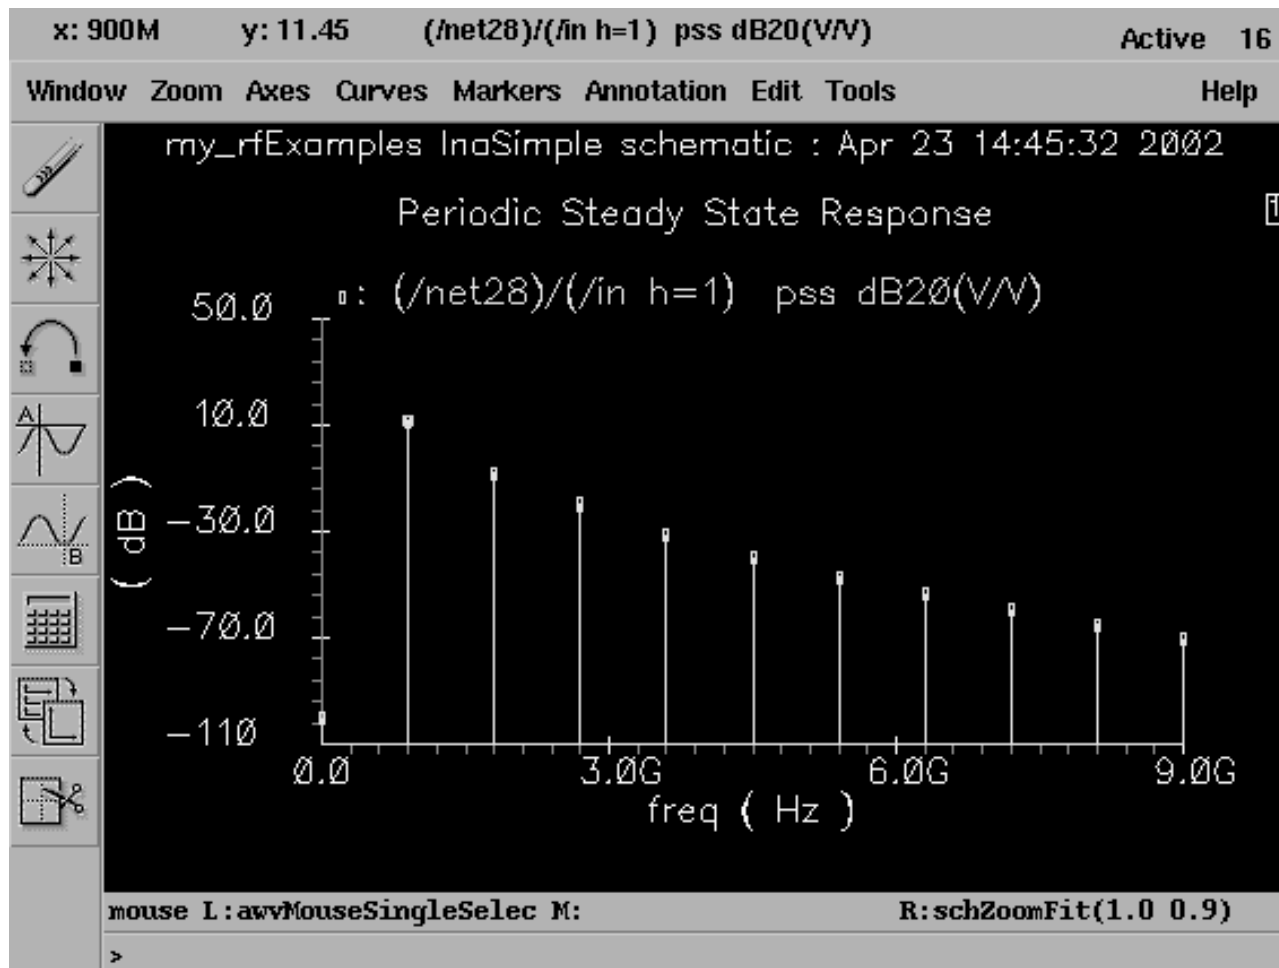 x: 900M y: 11.45 (/net28)/(/in h=1) pss dB20(V/V) Active 16
Window Zoom Axes Curves Markers Annotation Edit Tools Help
my_rfExamples lnaSimple schematic : Apr 23 14:45:32 2002
Periodic Steady State Response
▯: (/net28)/(/in h=1) pss dB20(V/V)
50.0
10.0
-30.0
-70.0
-110
( dB )
0.0 3.0G 6.0G 9.0G
freq ( Hz )
A
B
mouse L:awvMouseSingleSelec M: R:schZoomFit(1.0 0.9)
>